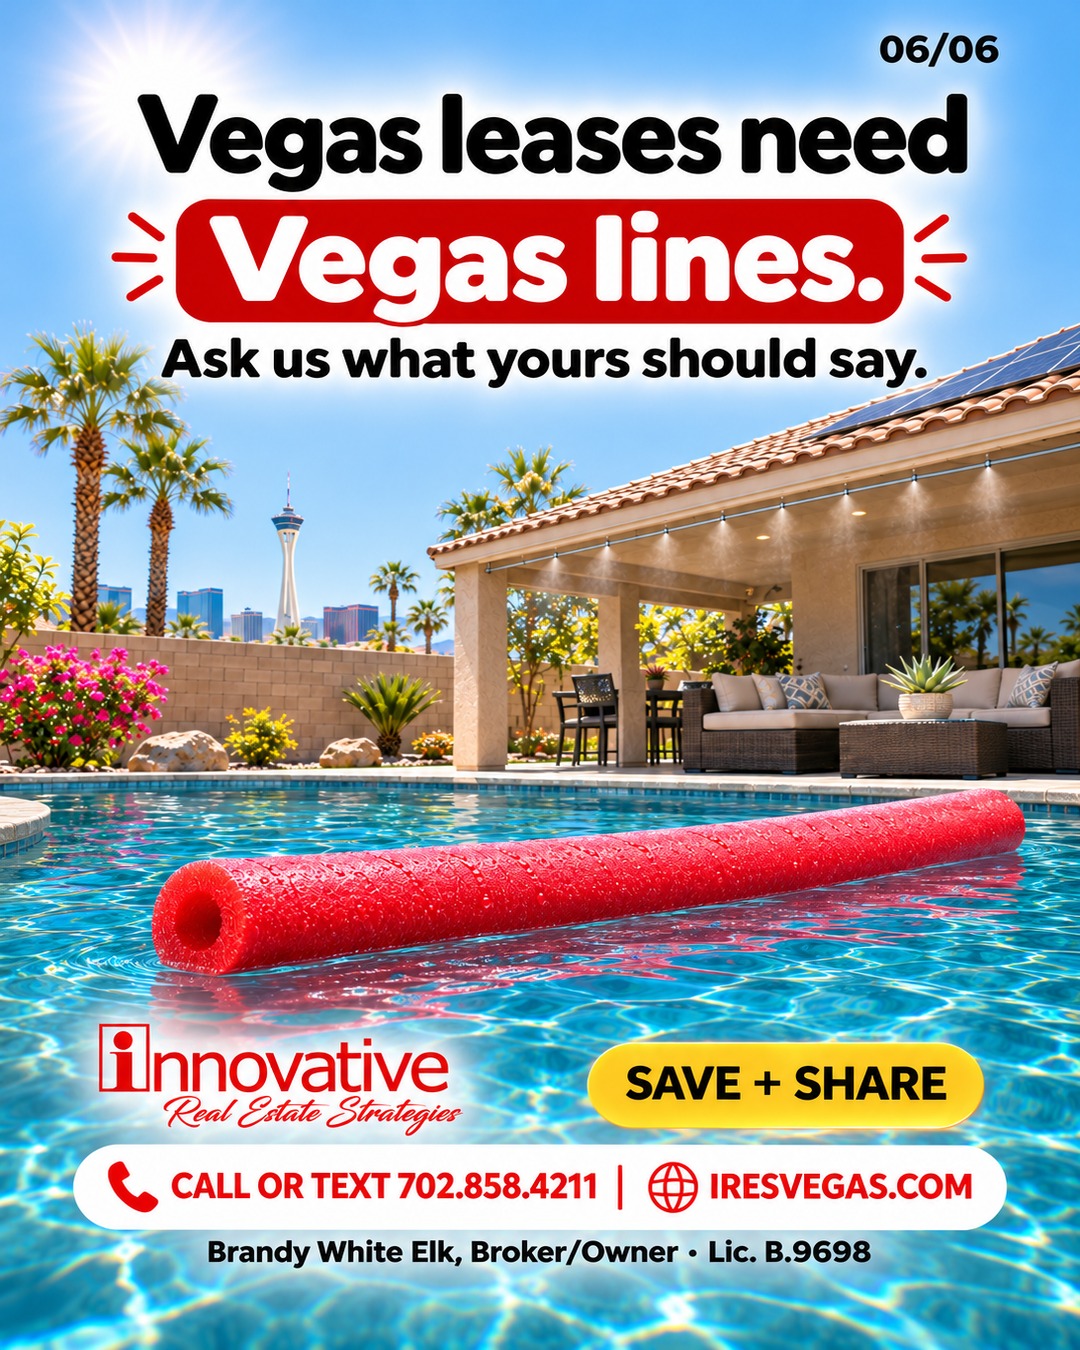 06/06
Vegas leases need
Vegas lines.
Ask us what yours should say.
innovative
Real Estate Strategies
SAVE + SHARE
CALL OR TEXT 702.858.4211 | IRESVEGAS.COM
Brandy White Elk, Broker/Owner • Lic. B.9698